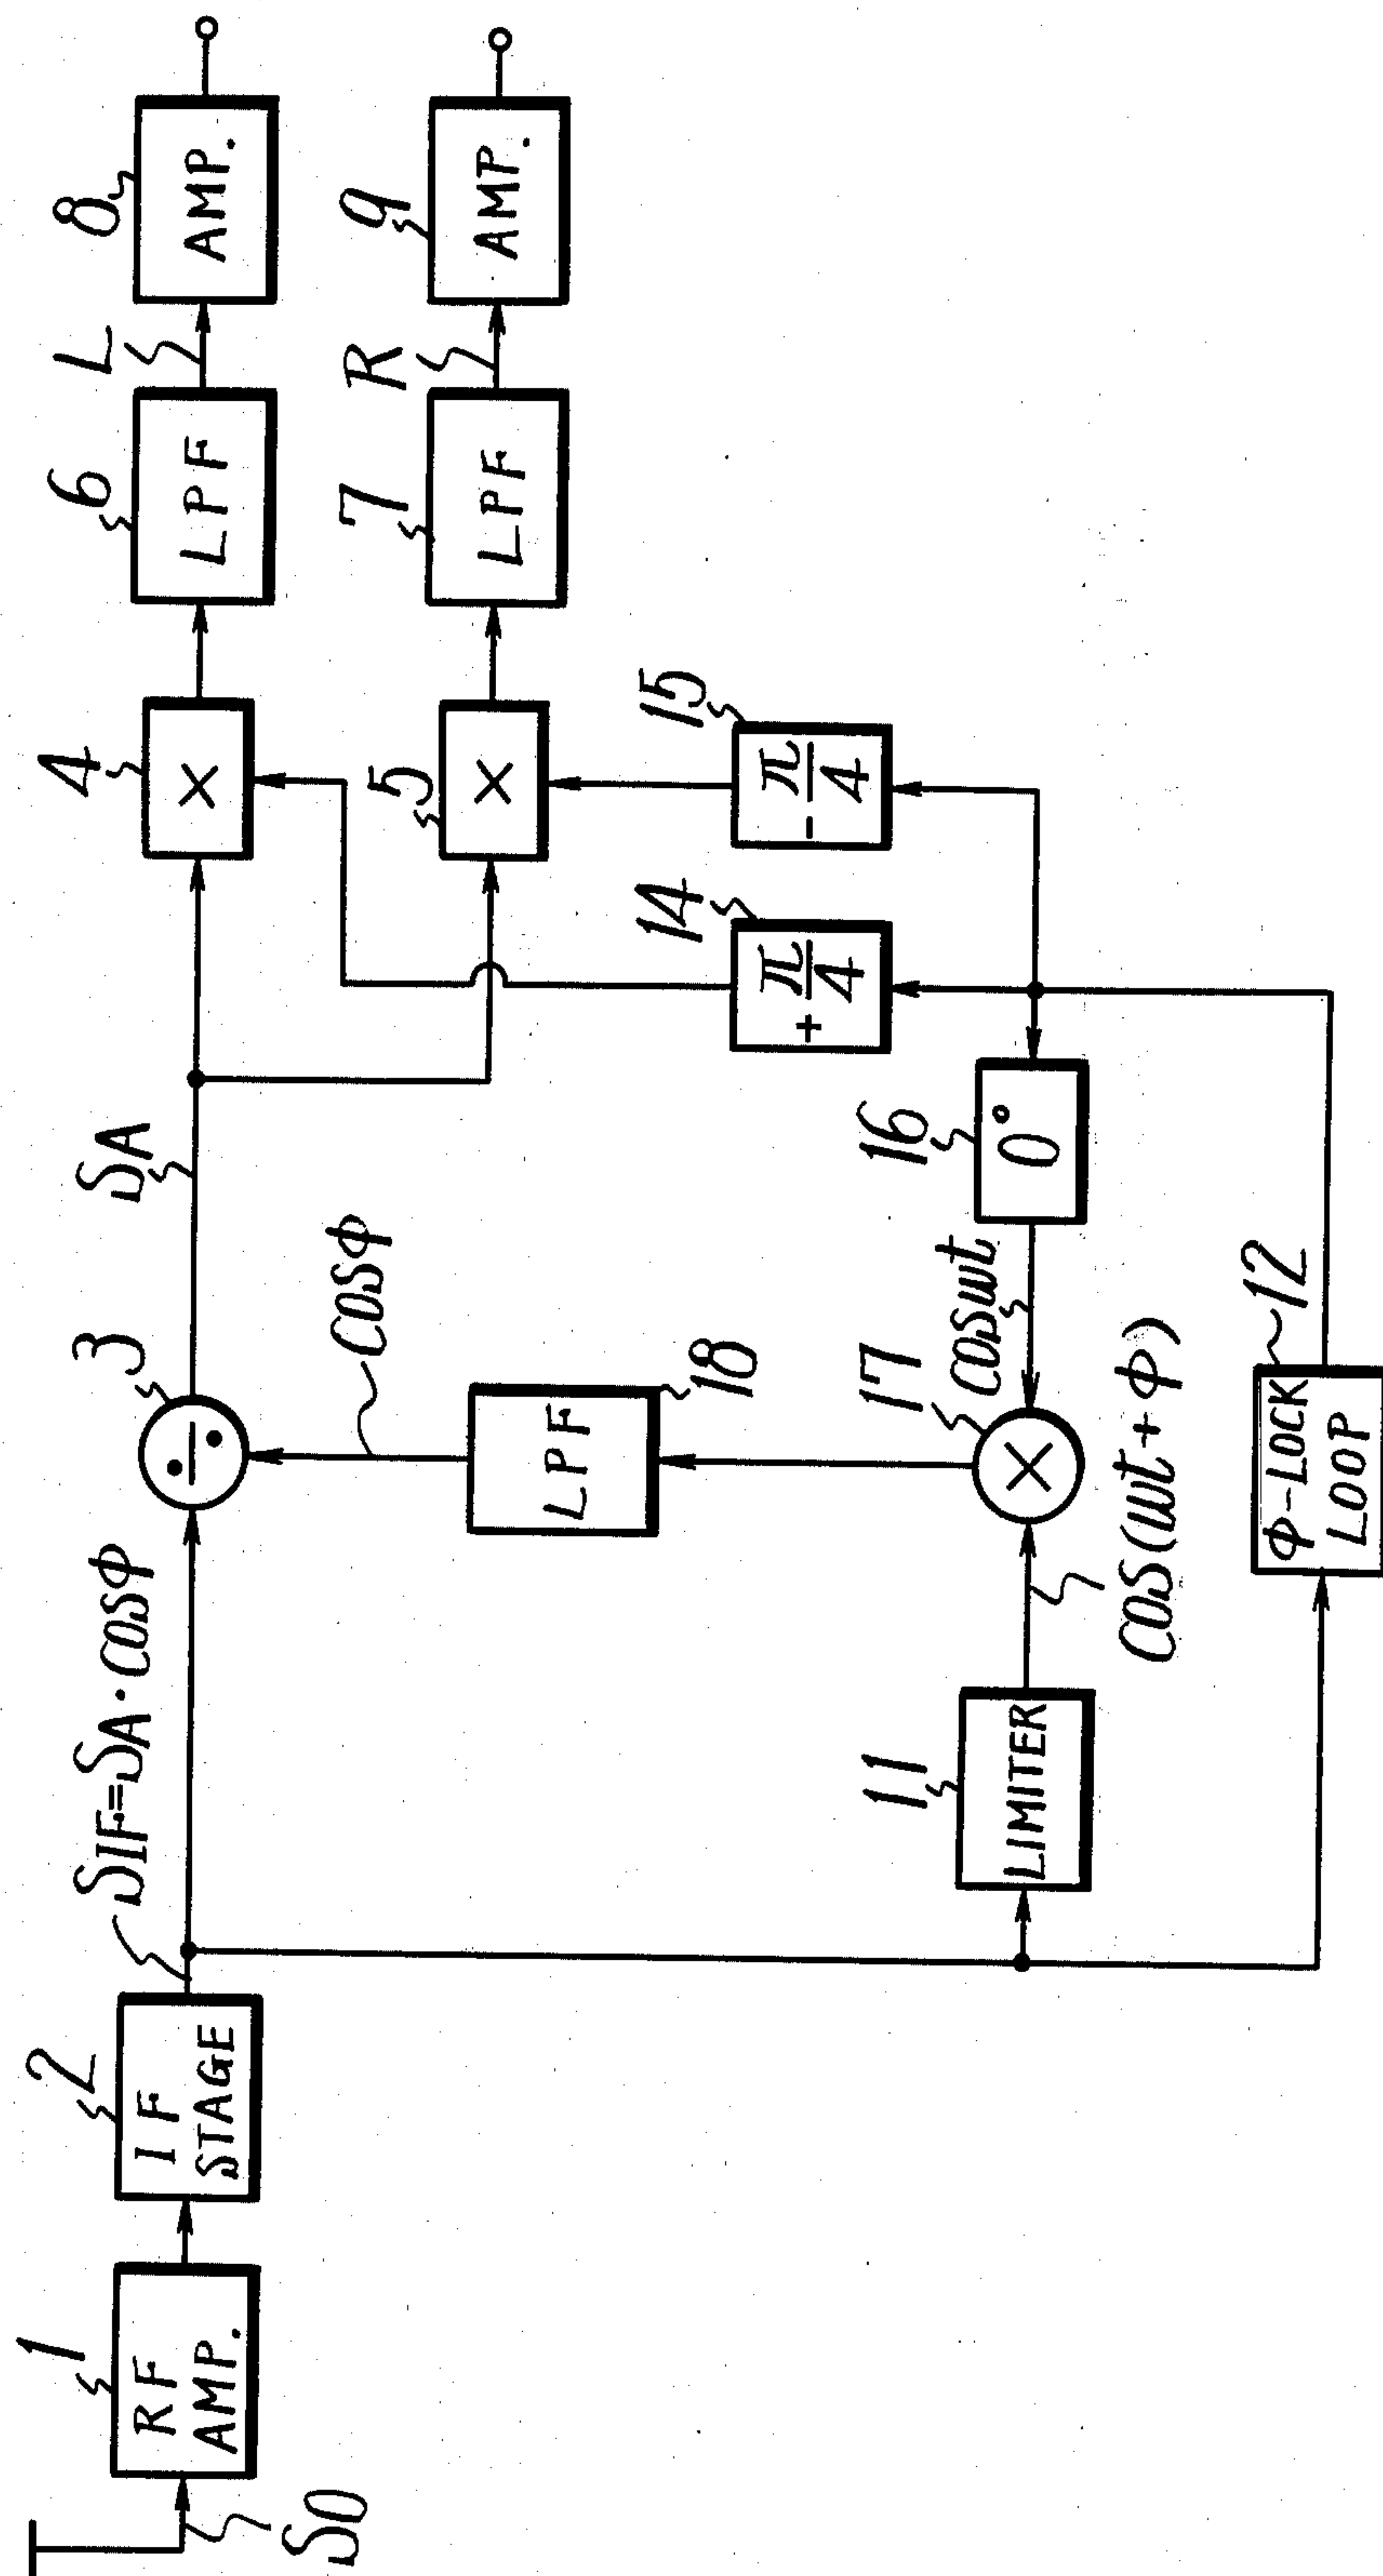 1
RF
AMP.
S0
2
IF
STAGE
SIF=SA·COSφ
3
÷
SA
4
×
6
LPF
L
8
AMP.
5
×
7
LPF
R
9
AMP.
COSφ
18
LPF
14
+π/4
15
-π/4
16
0°
COSωt
17
×
COS(ωt+φ)
11
LIMITER
12
φ-LOCK
LOOP